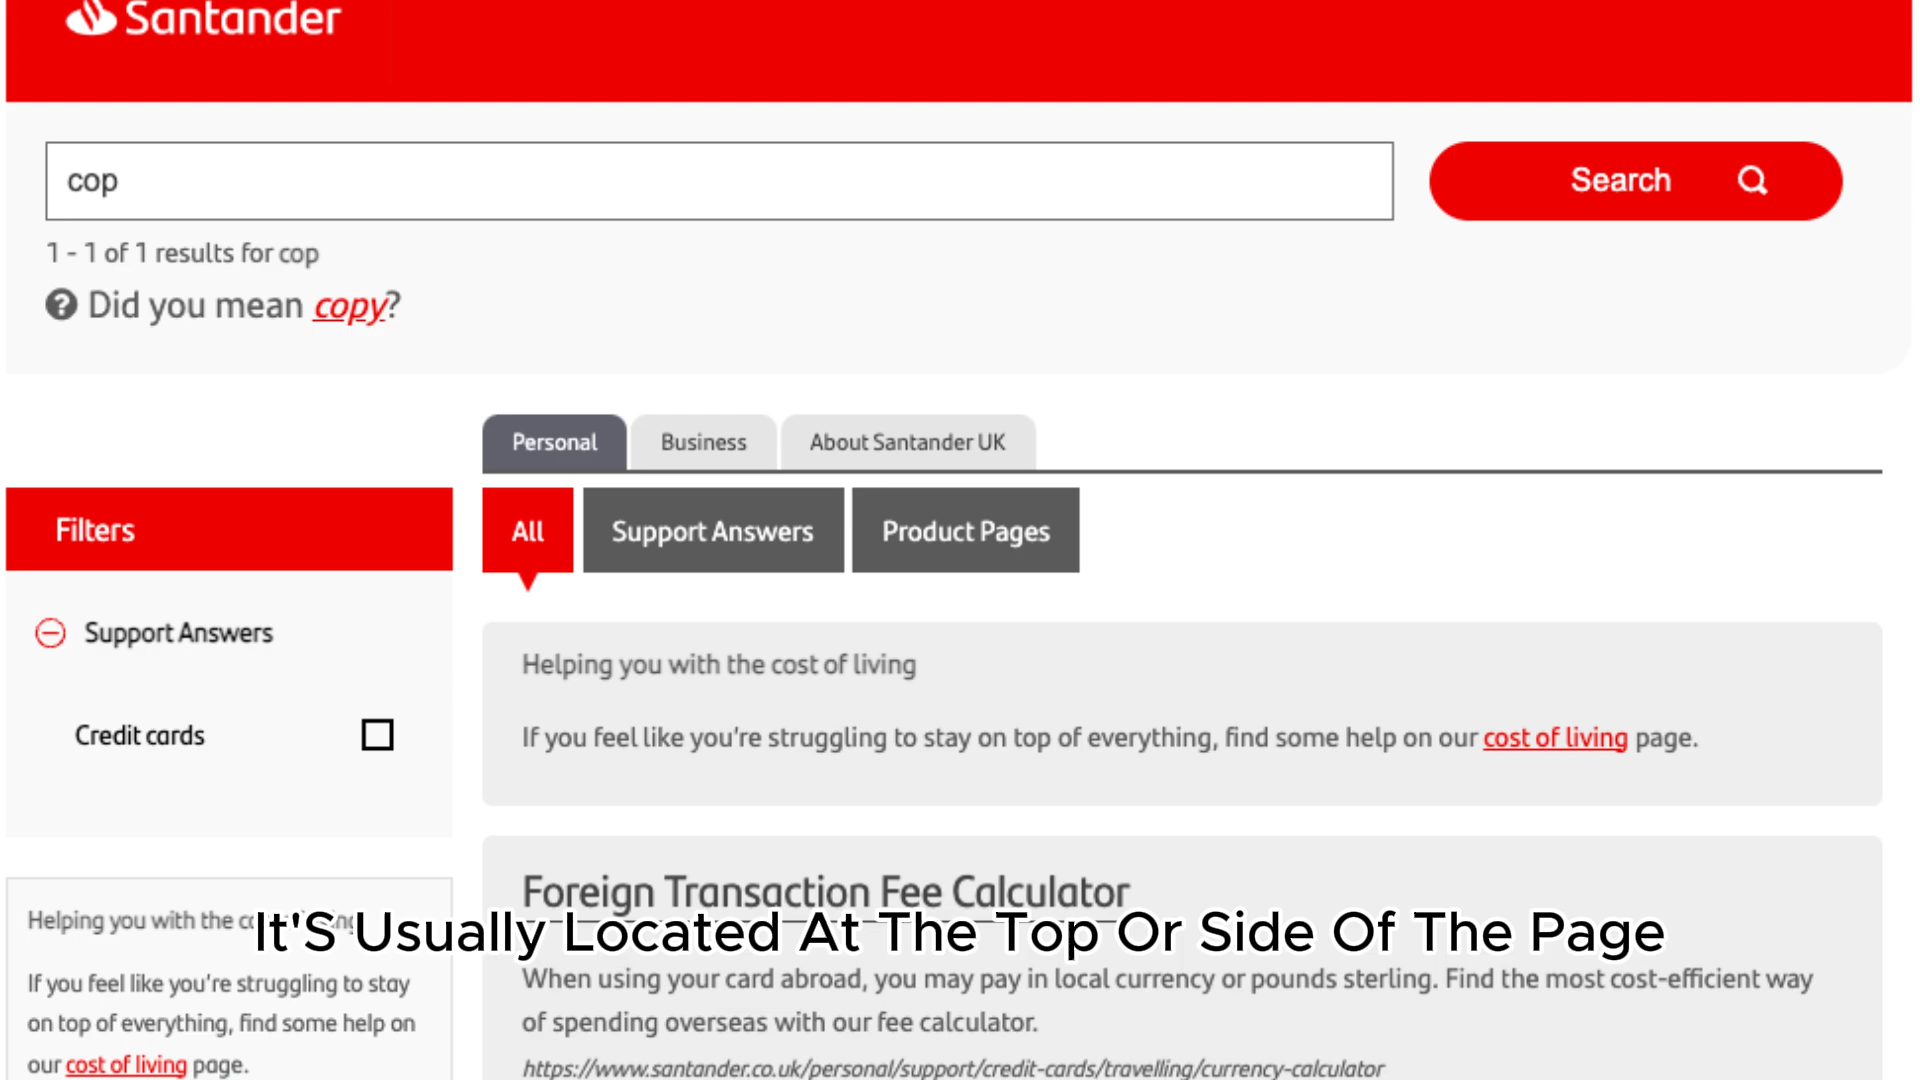 Santander
cop
Search
1 - 1 of 1 results for cop
Did you mean copy?
Personal
Business
About Santander UK
Filters
All
Support Answers
Product Pages
Support Answers
Credit cards
Helping you with the cost of living
If you feel like you're struggling to stay on top of everything, find some help on our cost of living page.
Foreign Transaction Fee Calculator
When using your card abroad, you may pay in local currency or pounds sterling. Find the most cost-efficient way
of spending overseas with our fee calculator.
https://www.santander.co.uk/personal/support/credit-cards/travelling/currency-calculator
Helping you with the
If you feel like you're struggling to stay
on top of everything, find some help on
our cost of living page.
It'S Usually Located At The Top Or Side Of The Page